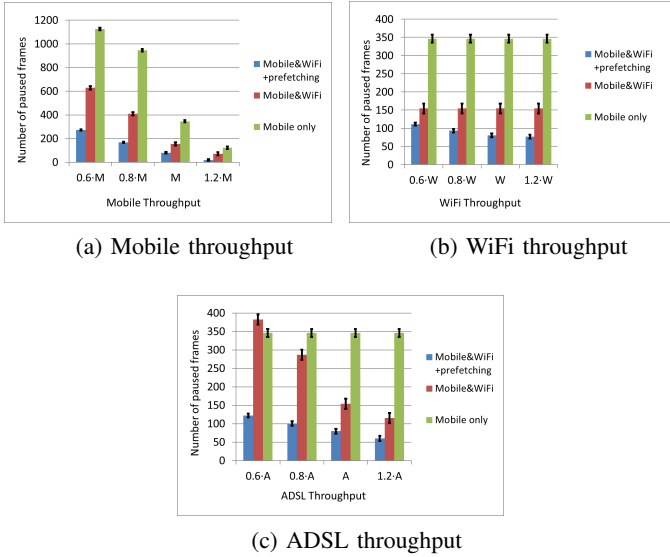 1200
1000
800
600
400
200
0
Number of paused frames
0.6·M 0.8·M M 1.2·M
Mobile Throughput
Mobile&WiFi
+prefetching
Mobile&WiFi
Mobile only
(a) Mobile throughput
400
350
300
250
200
150
100
50
0
Number of paused frames
0.6·W 0.8·W W 1.2·W
WiFi Throughput
Mobile&WiFi
+prefetching
Mobile&WiFi
Mobile only
(b) WiFi throughput
400
350
300
250
200
150
100
50
0
Number of paused frames
0.6·A 0.8·A A 1.2·A
ADSL Throughput
Mobile&WiFi
+prefetching
Mobile&WiFi
Mobile only
(c) ADSL throughput